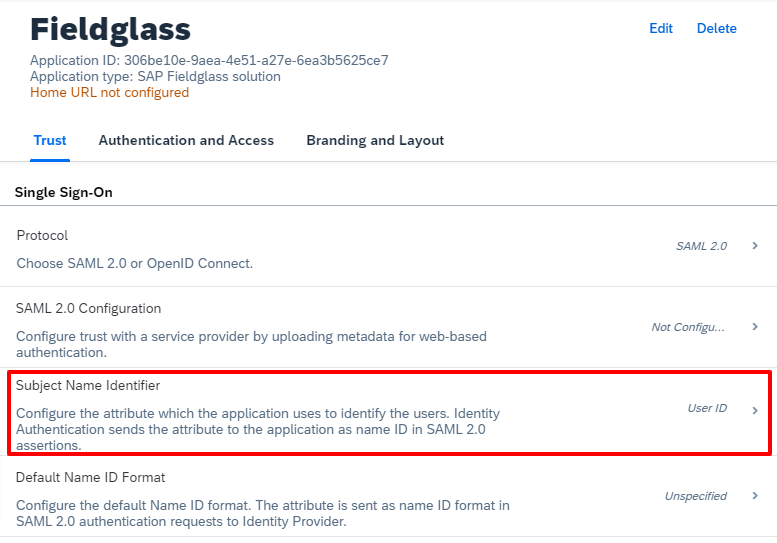 Fieldglass
Edit Delete
Application ID: 306be10e-9aea-4e51-a27e-6ea3b5625ce7
Application type: SAP Fieldglass solution
Home URL not configured
Trust Authentication and Access Branding and Layout
Single Sign-On
Protocol
SAML 2.0
Choose SAML 2.0 or OpenID Connect.
SAML 2.0 Configuration
Not Configu...
Configure trust with a service provider by uploading metadata for web-based
authentication.
Subject Name Identifier
User ID
Configure the attribute which the application uses to identify the users. Identity
Authentication sends the attribute to the application as name ID in SAML 2.0
assertions.
Default Name ID Format
Unspecified
Configure the default Name ID format. The attribute is sent as name ID format in
SAML 2.0 authentication requests to Identity Provider.